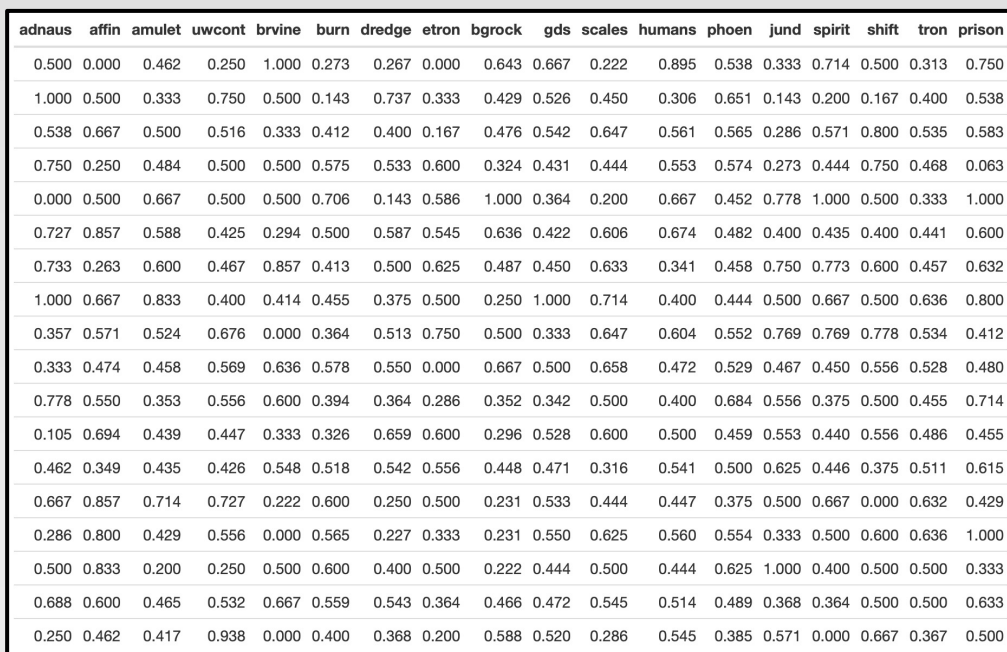 adnaus affin amulet uwcont brvine burn dredge etron bgrock gds scales humans phoen jund spirit shift tron prison
0.500 0.000 0.462 0.250 1.000 0.273 0.267 0.000 0.643 0.667 0.222 0.895 0.538 0.333 0.714 0.500 0.313 0.750
1.000 0.500 0.333 0.750 0.500 0.143 0.737 0.333 0.429 0.526 0.450 0.306 0.651 0.143 0.200 0.167 0.400 0.538
0.538 0.667 0.500 0.516 0.333 0.412 0.400 0.167 0.476 0.542 0.647 0.561 0.565 0.286 0.571 0.800 0.535 0.583
0.750 0.250 0.484 0.500 0.500 0.575 0.533 0.600 0.324 0.431 0.444 0.553 0.574 0.273 0.444 0.750 0.468 0.063
0.000 0.500 0.667 0.500 0.500 0.706 0.143 0.586 1.000 0.364 0.200 0.667 0.452 0.778 1.000 0.500 0.333 1.000
0.727 0.857 0.588 0.425 0.294 0.500 0.587 0.545 0.636 0.422 0.606 0.674 0.482 0.400 0.435 0.400 0.441 0.600
0.733 0.263 0.600 0.467 0.857 0.413 0.500 0.625 0.487 0.450 0.633 0.341 0.458 0.750 0.773 0.600 0.457 0.632
1.000 0.667 0.833 0.400 0.414 0.455 0.375 0.500 0.250 1.000 0.714 0.400 0.444 0.500 0.667 0.500 0.636 0.800
0.357 0.571 0.524 0.676 0.000 0.364 0.513 0.750 0.500 0.333 0.647 0.604 0.552 0.769 0.769 0.778 0.534 0.412
0.333 0.474 0.458 0.569 0.636 0.578 0.550 0.000 0.667 0.500 0.658 0.472 0.529 0.467 0.450 0.556 0.528 0.480
0.778 0.550 0.353 0.556 0.600 0.394 0.364 0.286 0.352 0.342 0.500 0.400 0.684 0.556 0.375 0.500 0.455 0.714
0.105 0.694 0.439 0.447 0.333 0.326 0.659 0.600 0.296 0.528 0.600 0.500 0.459 0.553 0.440 0.556 0.486 0.455
0.462 0.349 0.435 0.426 0.548 0.518 0.542 0.556 0.448 0.471 0.316 0.541 0.500 0.625 0.446 0.375 0.511 0.615
0.667 0.857 0.714 0.727 0.222 0.600 0.250 0.500 0.231 0.533 0.444 0.447 0.375 0.500 0.667 0.000 0.632 0.429
0.286 0.800 0.429 0.556 0.000 0.565 0.227 0.333 0.231 0.550 0.625 0.560 0.554 0.333 0.500 0.600 0.636 1.000
0.500 0.833 0.200 0.250 0.500 0.600 0.400 0.500 0.222 0.444 0.500 0.444 0.625 1.000 0.400 0.500 0.500 0.333
0.688 0.600 0.465 0.532 0.667 0.559 0.543 0.364 0.466 0.472 0.545 0.514 0.489 0.368 0.364 0.500 0.500 0.633
0.250 0.462 0.417 0.938 0.000 0.400 0.368 0.200 0.588 0.520 0.286 0.545 0.385 0.571 0.000 0.667 0.367 0.500